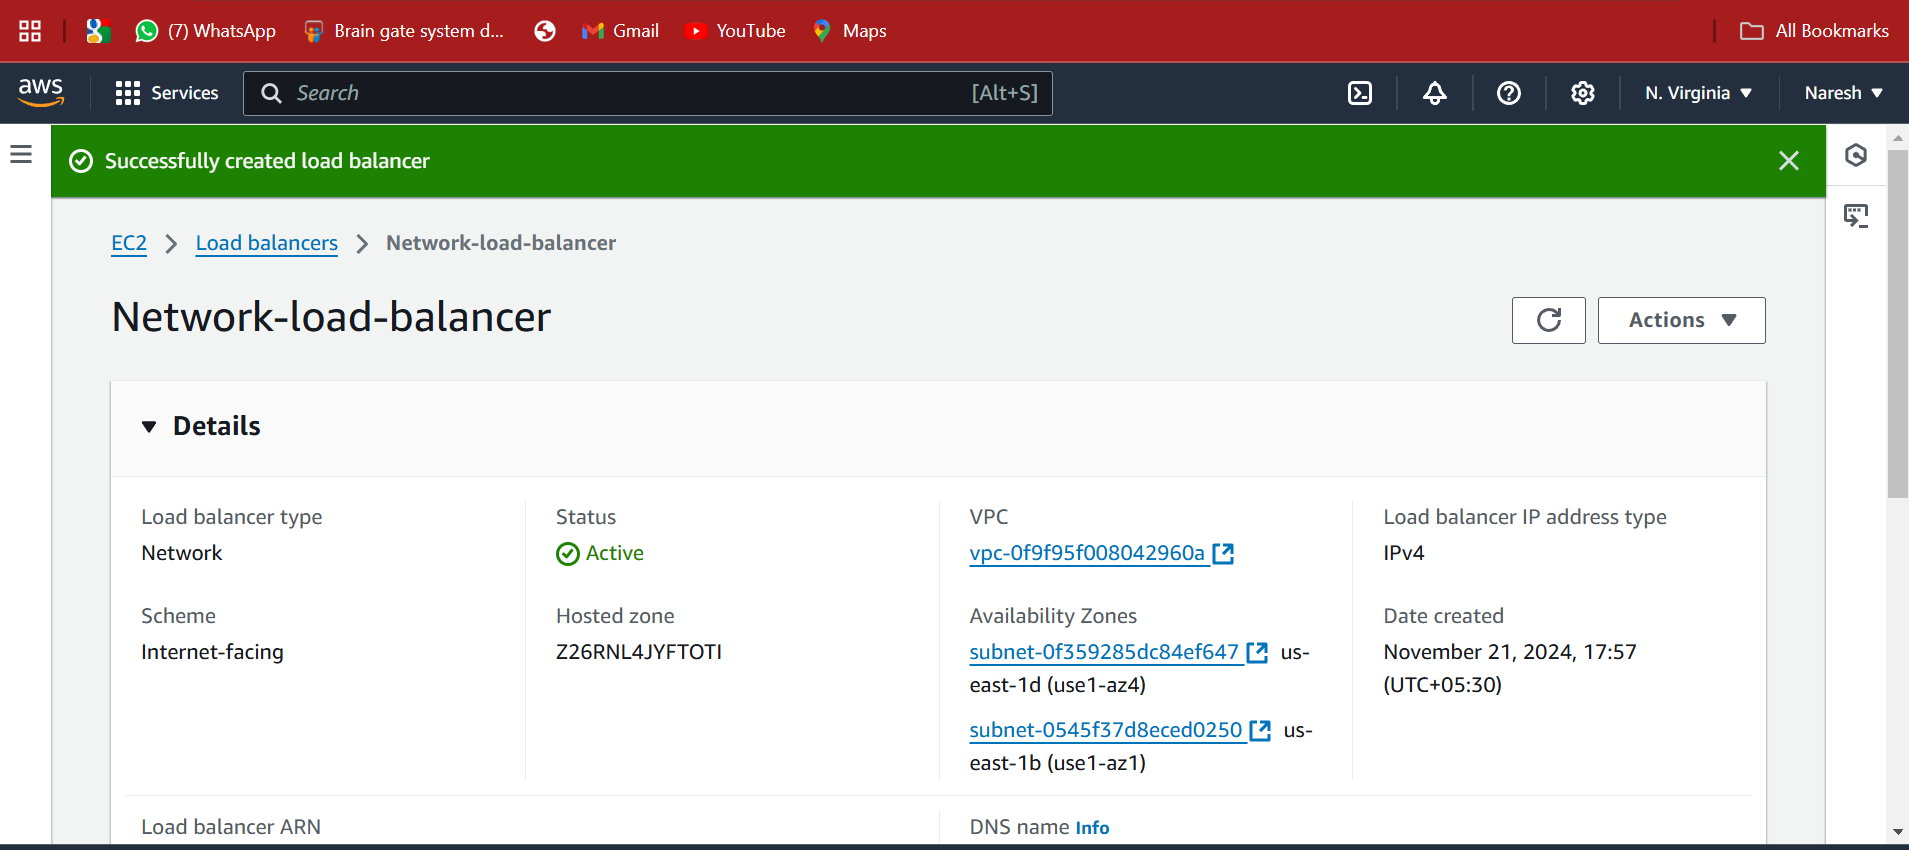 (7) WhatsApp Brain gate system d... Gmail YouTube Maps All Bookmarks
aws Services Search [Alt+S] N. Virginia Naresh
Successfully created load balancer
EC2 Load balancers Network-load-balancer
Network-load-balancer
Actions
Details
Load balancer type
Network
Status
Active
VPC
vpc-0f9f95f008042960a
Load balancer IP address type
IPv4
Scheme
Internet-facing
Hosted zone
Z26RNL4JYFTOTI
Availability Zones
subnet-0f359285dc84ef647 us-
east-1d (use1-az4)
subnet-0545f37d8eced0250 us-
east-1b (use1-az1)
Date created
November 21, 2024, 17:57
(UTC+05:30)
Load balancer ARN
DNS name Info